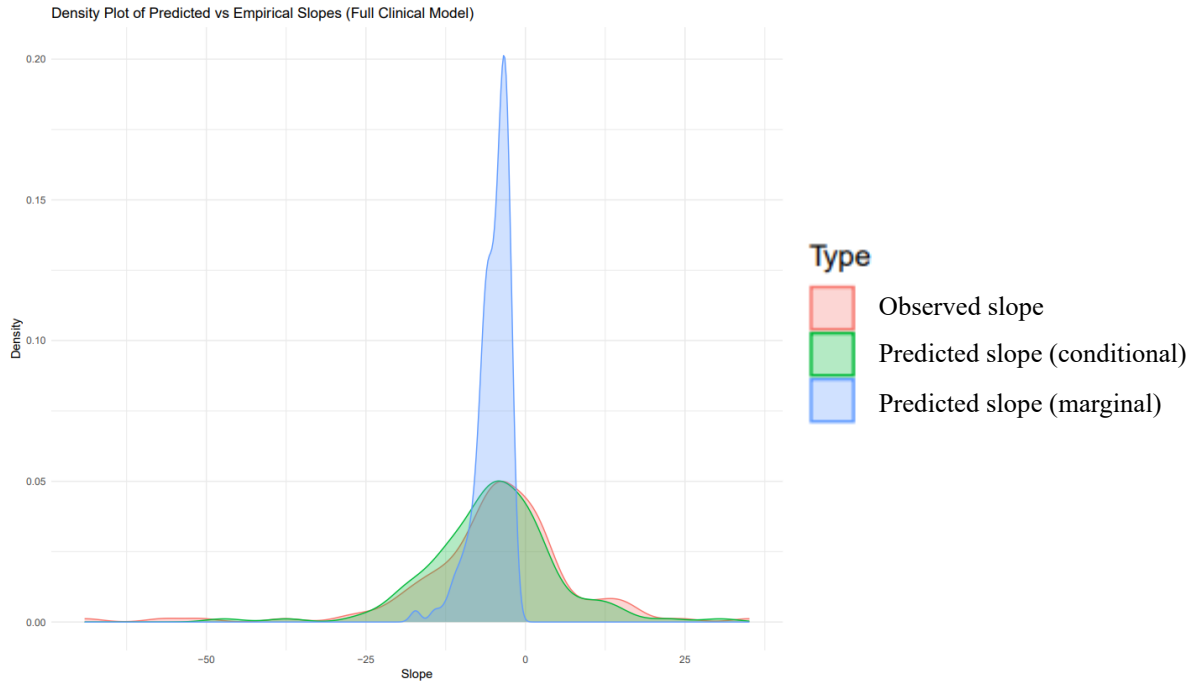 Density Plot of Predicted vs Empirical Slopes (Full Clinical Model)
0.20
0.15
0.10
0.05
0.00
Density
−50
−25
0
25
Slope
Type
Observed slope
Predicted slope (conditional)
Predicted slope (marginal)